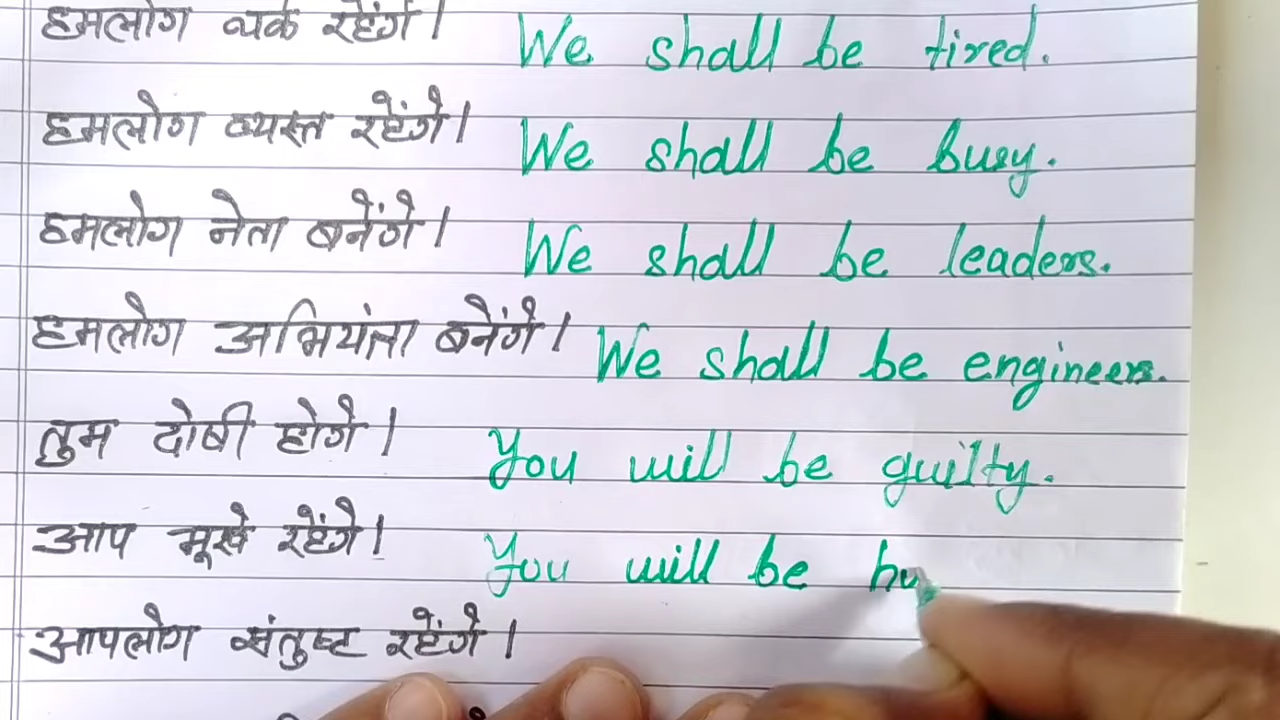 हमलोग थके रहेंगे। We shall be tired.
हमलोग व्यस्त रहेंगे। We shall be busy.
हमलोग नेता बनेंगे। We shall be leaders.
हमलोग अभियंता बनेंगे। We shall be engineers.
तुम दोषी होगे। You will be guilty.
आप भूखे रहेंगे। You will be hu
आपलोग संतुष्ट रहेंगे।